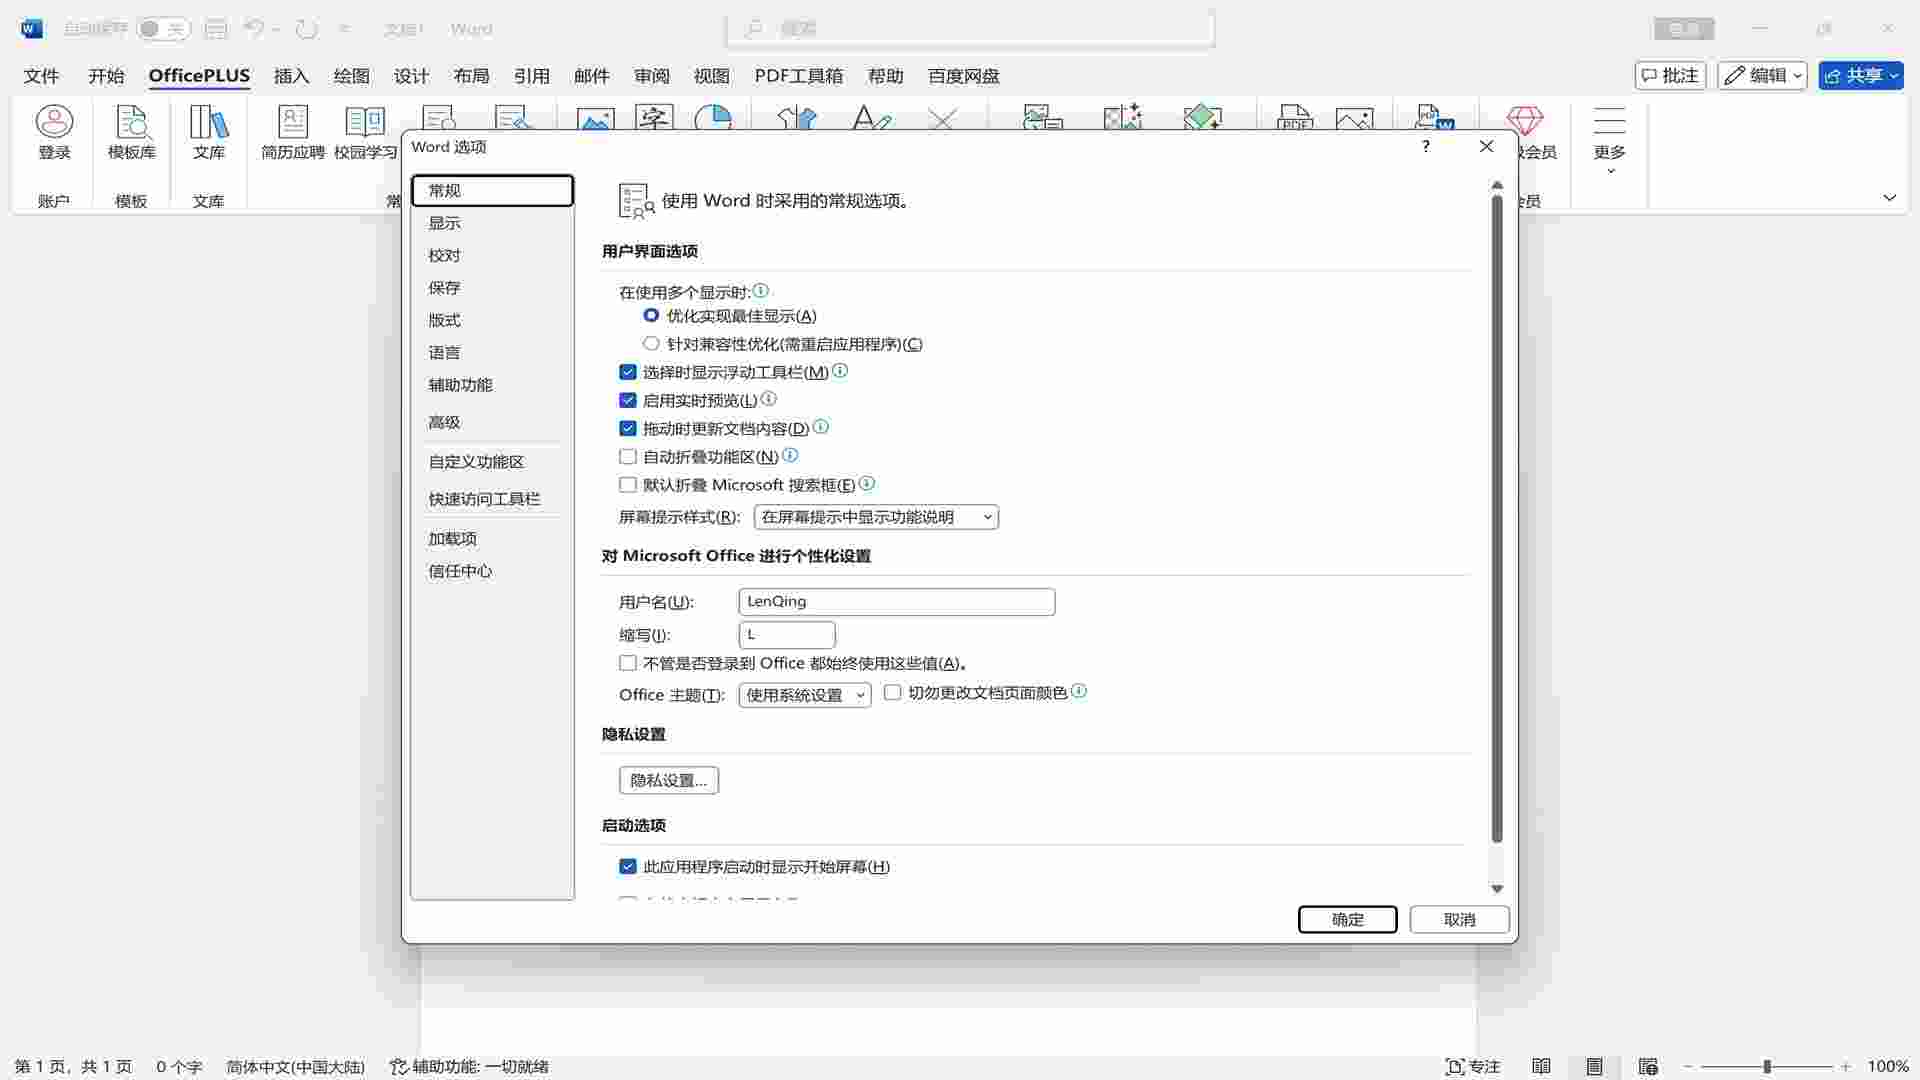 自动保存 关 文档1 Word 搜索 登录
文件 开始 OfficePLUS 插入 绘图 设计 布局 引用 邮件 审阅 视图 PDF工具箱 帮助 百度网盘 批注 编辑 共享
登录 模板库 文库 简历应聘 校园学习 会员 更多
账户 模板 文库 常 会员
Word 选项 ?
常规
显示
校对
保存
版式
语言
辅助功能
高级
自定义功能区
快速访问工具栏
加载项
信任中心
使用 Word 时采用的常规选项。
用户界面选项
在使用多个显示时:
优化实现最佳显示(A)
针对兼容性优化(需重启应用程序)(C)
选择时显示浮动工具栏(M)
启用实时预览(L)
拖动时更新文档内容(D)
自动折叠功能区(N)
默认折叠 Microsoft 搜索框(E)
屏幕提示样式(R): 在屏幕提示中显示功能说明
对 Microsoft Office 进行个性化设置
用户名(U): LenQing
缩写(I): L
不管是否登录到 Office 都始终使用这些值(A)。
Office 主题(T): 使用系统设置 切勿更改文档页面颜色
隐私设置
隐私设置...
启动选项
此应用程序启动时显示开始屏幕(H)
确定 取消
第 1 页，共 1 页 0 个字 简体中文(中国大陆) 辅助功能: 一切就绪 专注 100%